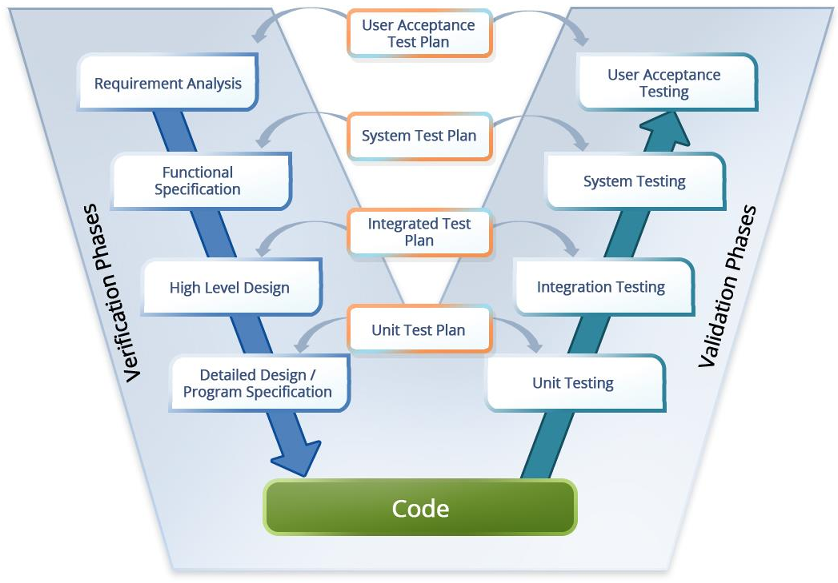 User Acceptance
Test Plan
Requirement Analysis
User Acceptance
Testing
System Test Plan
Functional
Specification
System Testing
Integrated Test
Plan
High Level Design
Integration Testing
Unit Test Plan
Detailed Design /
Program Specification
Unit Testing
Verification Phases
Validation Phases
Code